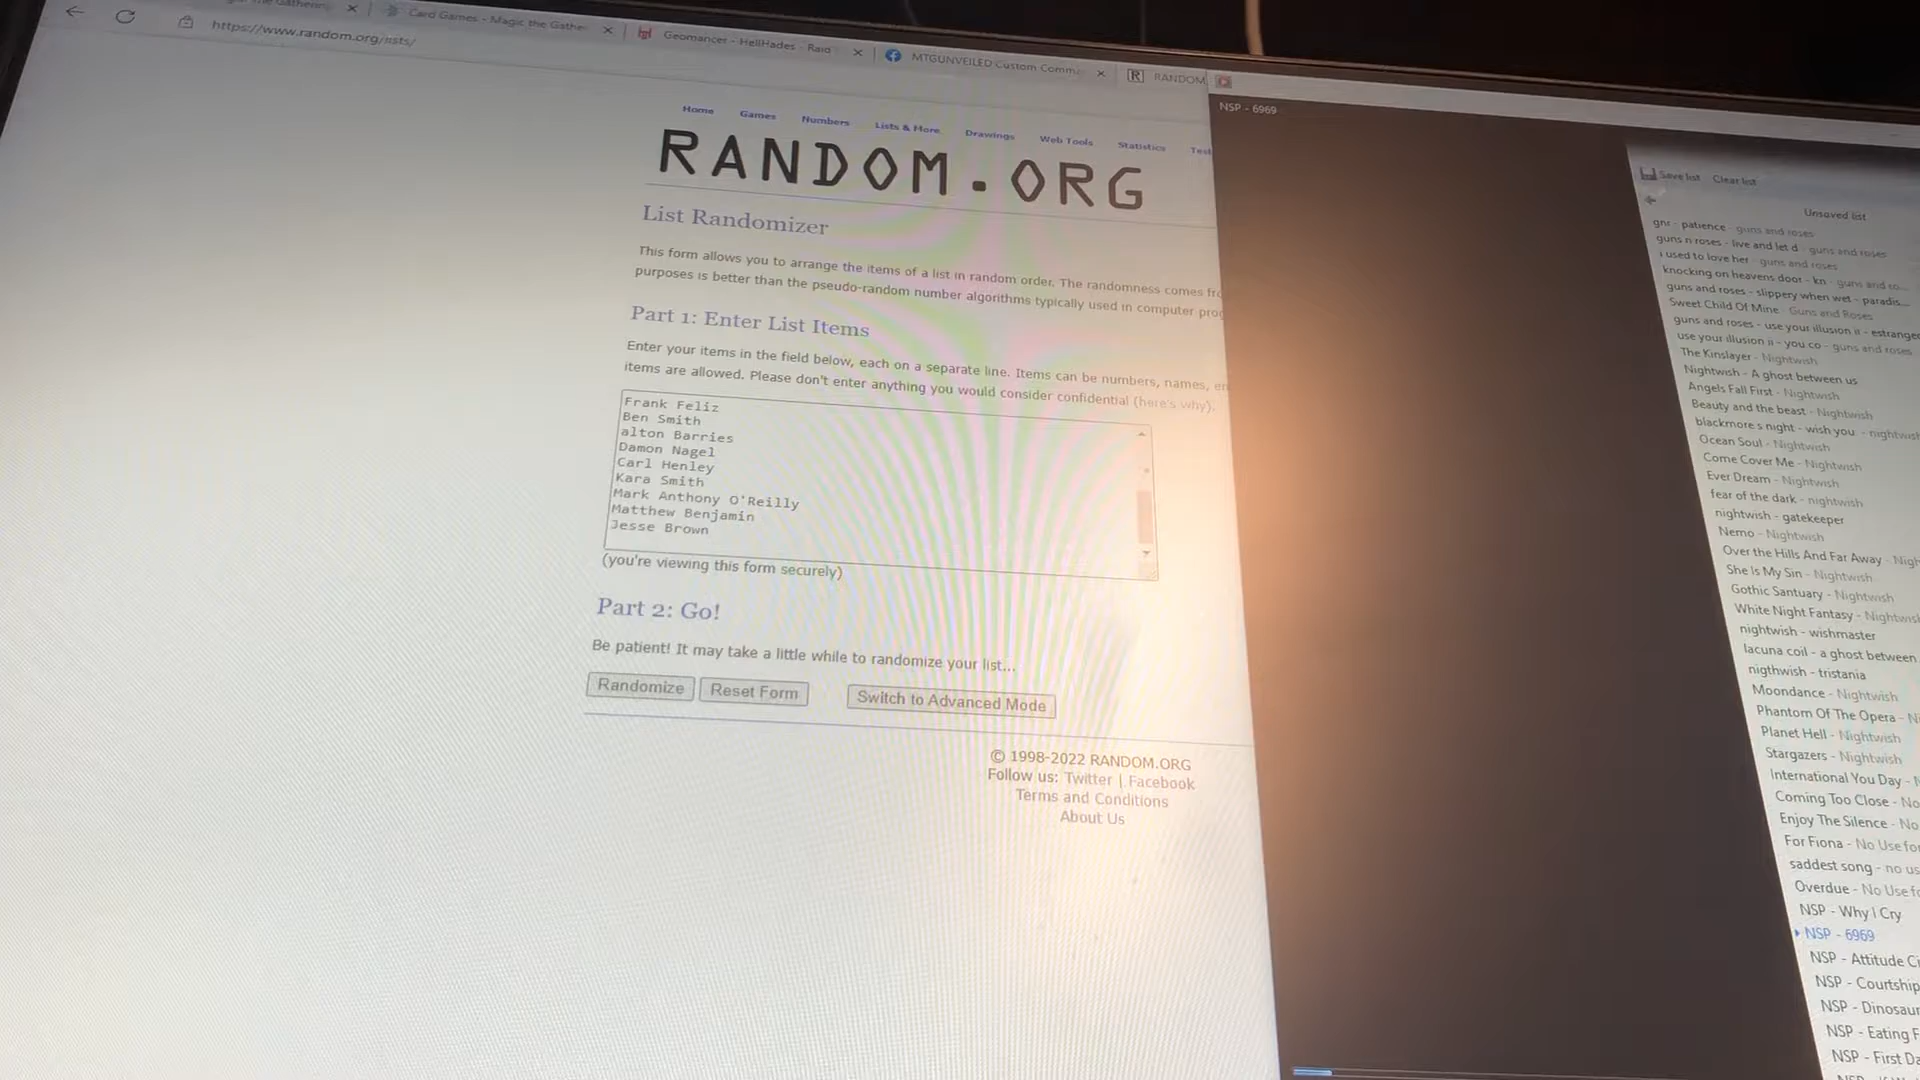 Card Games - Magic the Gathe
Geomancer - HellHades - Raid
MTGUNVEILED Custom Comm
RANDOM
https://www.random.org/lists/
Home Games Numbers Lists & More Drawings Web Tools Statistics Test
RANDOM.ORG
List Randomizer
This form allows you to arrange the items of a list in random order. The randomness comes fr
purposes is better than the pseudo-random number algorithms typically used in computer prog
Part 1: Enter List Items
Enter your items in the field below, each on a separate line. Items can be numbers, names, em
items are allowed. Please don't enter anything you would consider confidential (here's why).
Frank Feliz
Ben Smith
alton Barries
Damon Nagel
Carl Henley
Kara Smith
Mark Anthony O'Reilly
Matthew Benjamin
Jesse Brown
(you're viewing this form securely)
Part 2: Go!
Be patient! It may take a little while to randomize your list...
Randomize Reset Form Switch to Advanced Mode
© 1998-2022 RANDOM.ORG
Follow us: Twitter | Facebook
Terms and Conditions
About Us
NSP - 6969
Save list Clear list
Unsaved list
gnr - patience - guns and roses
guns n roses - live and let d - guns and roses
i used to love her - guns and roses
knocking on heavens door - kn - guns and ro...
guns and roses - slippery when wet - paradis...
Sweet Child Of Mine - Guns and Roses
guns and roses - use your illusion ii - estranged
use your illusion ii - you co - guns and roses
The Kinslayer - Nightwish
Nightwish - A ghost between us
Angels Fall First - Nightwish
Beauty and the beast - Nightwish
blackmore s night - wish you - nightwish
Ocean Soul - Nightwish
Come Cover Me - Nightwish
Ever Dream - Nightwish
fear of the dark - nightwish
nightwish - gatekeeper
Nemo - Nightwish
Over the Hills And Far Away - Nigh
She Is My Sin - Nightwish
Gothic Santuary - Nightwish
White Night Fantasy - Nightwish
nightwish - wishmaster
lacuna coil - a ghost between
nigthwish - tristania
Moondance - Nightwish
Phantom Of The Opera - N
Planet Hell - Nightwish
Stargazers - Nightwish
International You Day - N
Coming Too Close - No
Enjoy The Silence - No
For Fiona - No Use for
saddest song - no us
Overdue - No Use fo
NSP - Why I Cry
NSP - 6969
NSP - Attitude Ci
NSP - Courtship
NSP - Dinosaur
NSP - Eating F
NSP - First Da